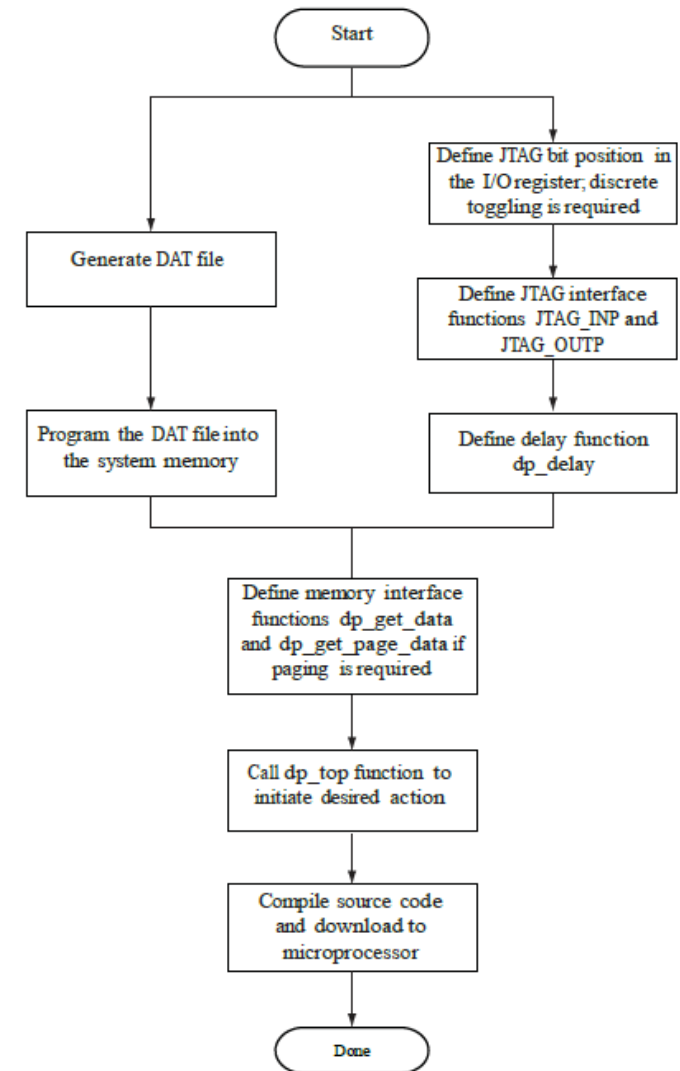 Start
Define JTAG bit position in
the I/O register; discrete
toggling is required
Generate DAT file
Define JTAG interface
functions JTAG_INP and
JTAG_OUTP
Program the DAT file into
the system memory
Define delay function
dp_delay
Define memory interface
functions dp_get_data
and dp_get_page_data if
paging is required
Call dp_top function to
initiate desired action
Compile source code
and download to
microprocessor
Done